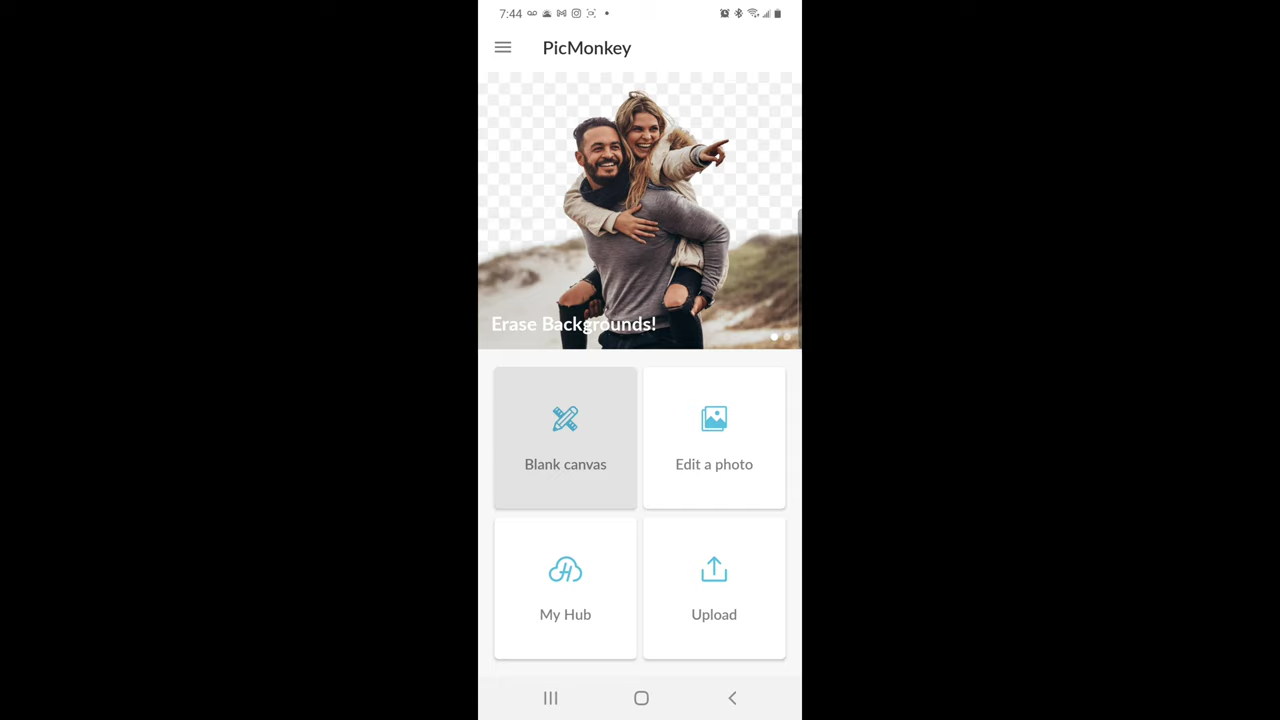 7:44
PicMonkey
Erase Backgrounds!
Blank canvas
Edit a photo
My Hub
Upload